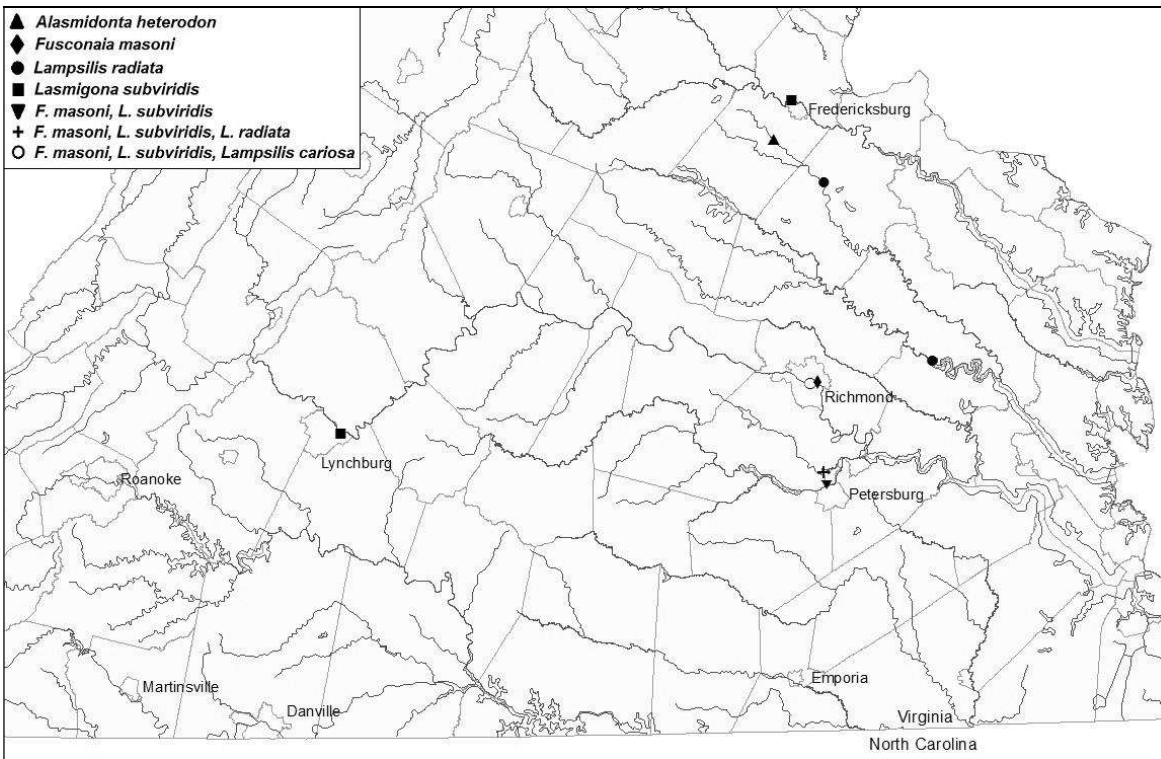 Alasmidonta heterodon
Fusconaia masoni
Lampsilis radiata
Lasmigona subviridis
F. masoni, L. subviridis
F. masoni, L. subviridis, L. radiata
F. masoni, L. subviridis, Lampsilis cariosa
Fredericksburg
Richmond
Lynchburg
Roanoke
Petersburg
Emporia
Martinsville
Danville
Virginia
North Carolina